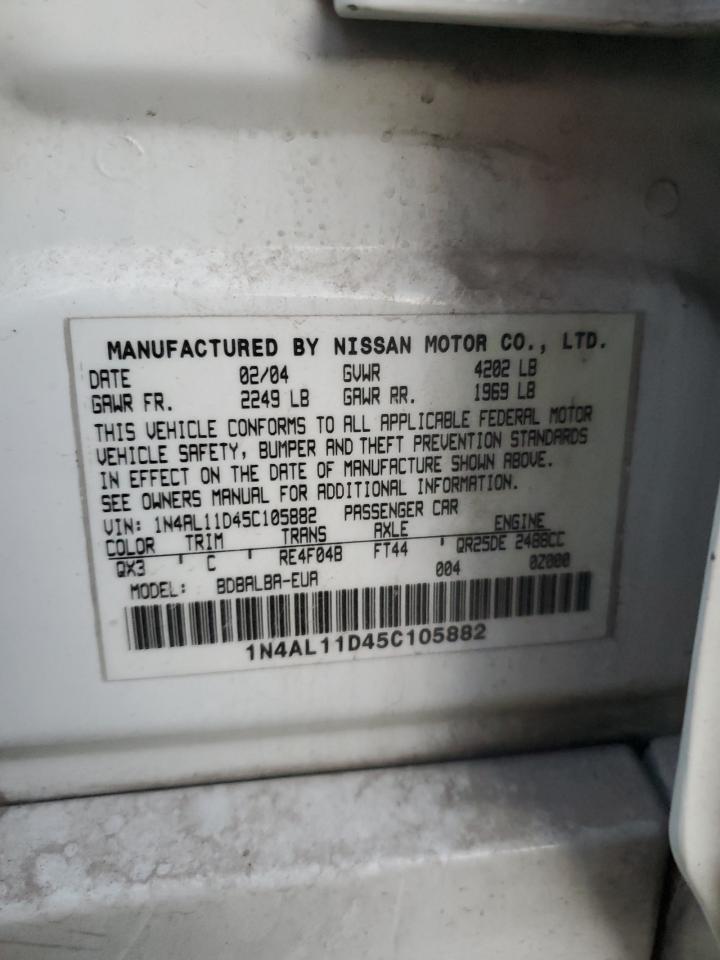 MANUFACTURED BY NISSAN MOTOR CO., LTD.
DATE 02/04 GVWR 4202 LB
GAWR FR. 2249 LB GAWR RR. 1969 LB
THIS VEHICLE CONFORMS TO ALL APPLICABLE FEDERAL MOTOR
VEHICLE SAFETY, BUMPER AND THEFT PREVENTION STANDARDS
IN EFFECT ON THE DATE OF MANUFACTURE SHOWN ABOVE.
SEE OWNERS MANUAL FOR ADDITIONAL INFORMATION.
VIN: 1N4AL11D45C105882 PASSENGER CAR
COLOR TRIM TRANS AXLE ENGINE
QX3 ' C ' RE4F04B FT44 ' QR25DE 2488CC
MODEL: BDBALBA-EUA 004 0Z000
1N4AL11D45C105882